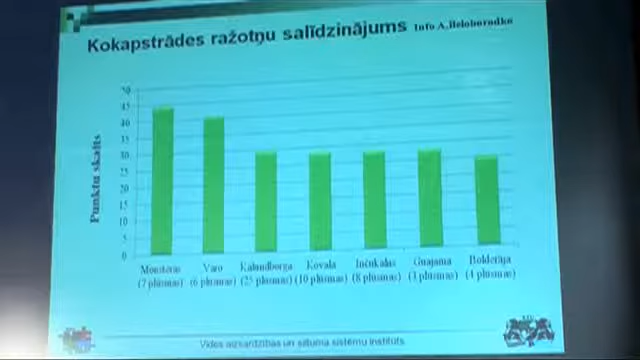 Kokapstrādes ražotņu salīdzinājums Info A.Beloborodko
Punktu skaits
50
45
40
35
30
25
20
15
10
5
0
Monsteras Varo Kalundborga Kovala Inčukalns Guajama Bolderāja
(7 plūsmas) (6 plūsmas) (25 plūsmas) (10 plūsmas) (8 plūsmas) (3 plūsmas) (4 plūsmas)
Vides aizsardzības un siltuma sistēmu institūts